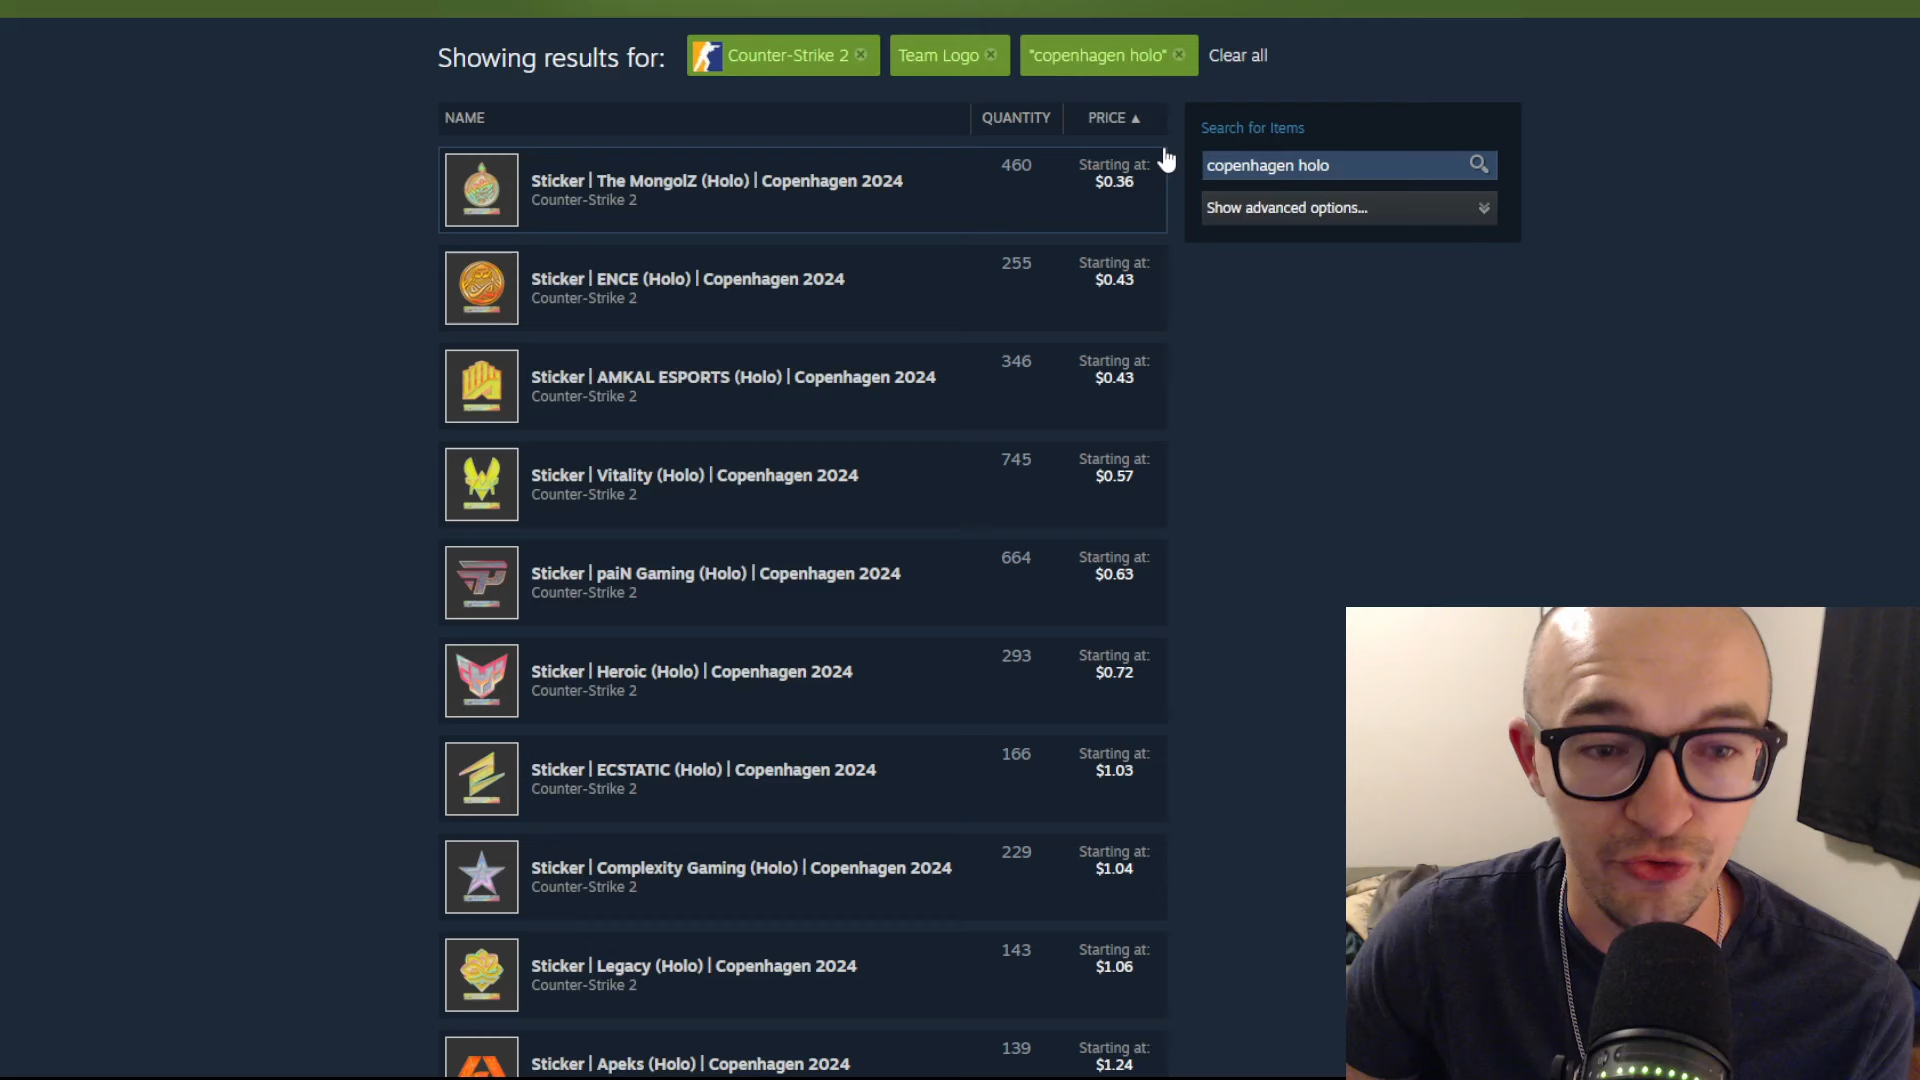 Showing results for: Counter-Strike 2 Team Logo "copenhagen holo" Clear all
NAME QUANTITY PRICE ▲
Search for Items
copenhagen holo
Show advanced options...
Sticker | The MongolZ (Holo) | Copenhagen 2024
Counter-Strike 2
460
Starting at:
$0.36
Sticker | ENCE (Holo) | Copenhagen 2024
Counter-Strike 2
255
Starting at:
$0.43
Sticker | AMKAL ESPORTS (Holo) | Copenhagen 2024
Counter-Strike 2
346
Starting at:
$0.43
Sticker | Vitality (Holo) | Copenhagen 2024
Counter-Strike 2
745
Starting at:
$0.57
Sticker | paiN Gaming (Holo) | Copenhagen 2024
Counter-Strike 2
664
Starting at:
$0.63
Sticker | Heroic (Holo) | Copenhagen 2024
Counter-Strike 2
293
Starting at:
$0.72
Sticker | ECSTATIC (Holo) | Copenhagen 2024
Counter-Strike 2
166
Starting at:
$1.03
Sticker | Complexity Gaming (Holo) | Copenhagen 2024
Counter-Strike 2
229
Starting at:
$1.04
Sticker | Legacy (Holo) | Copenhagen 2024
Counter-Strike 2
143
Starting at:
$1.06
Sticker | Apeks (Holo) | Copenhagen 2024
139
Starting at:
$1.24